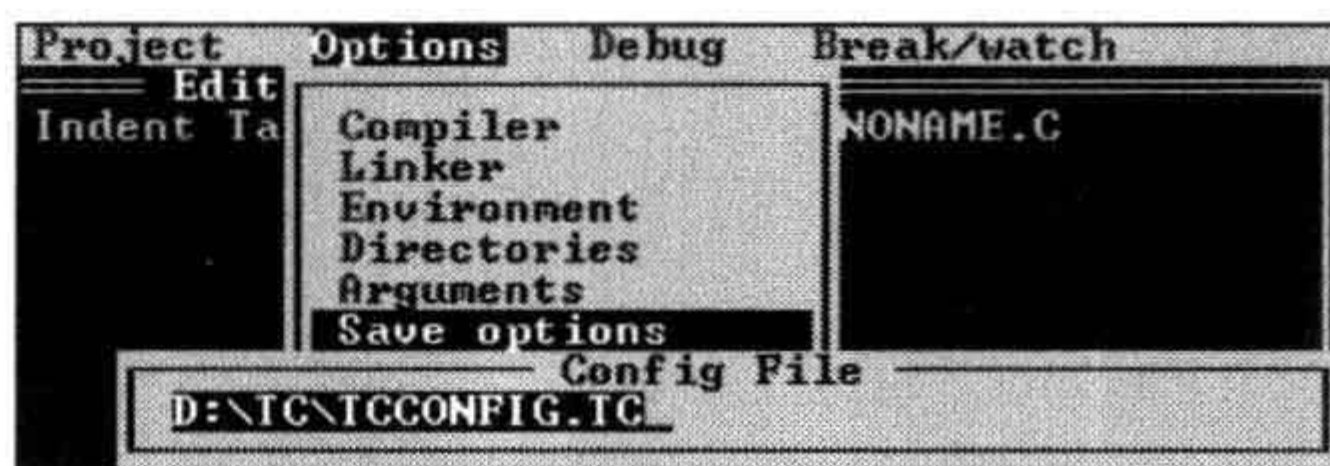 Project Options Debug Break/watch
Edit
Indent Ta NONAME.C
Compiler
Linker
Environment
Directories
Arguments
Save options
Config File
D:\TC\TCCONFIG.TC_